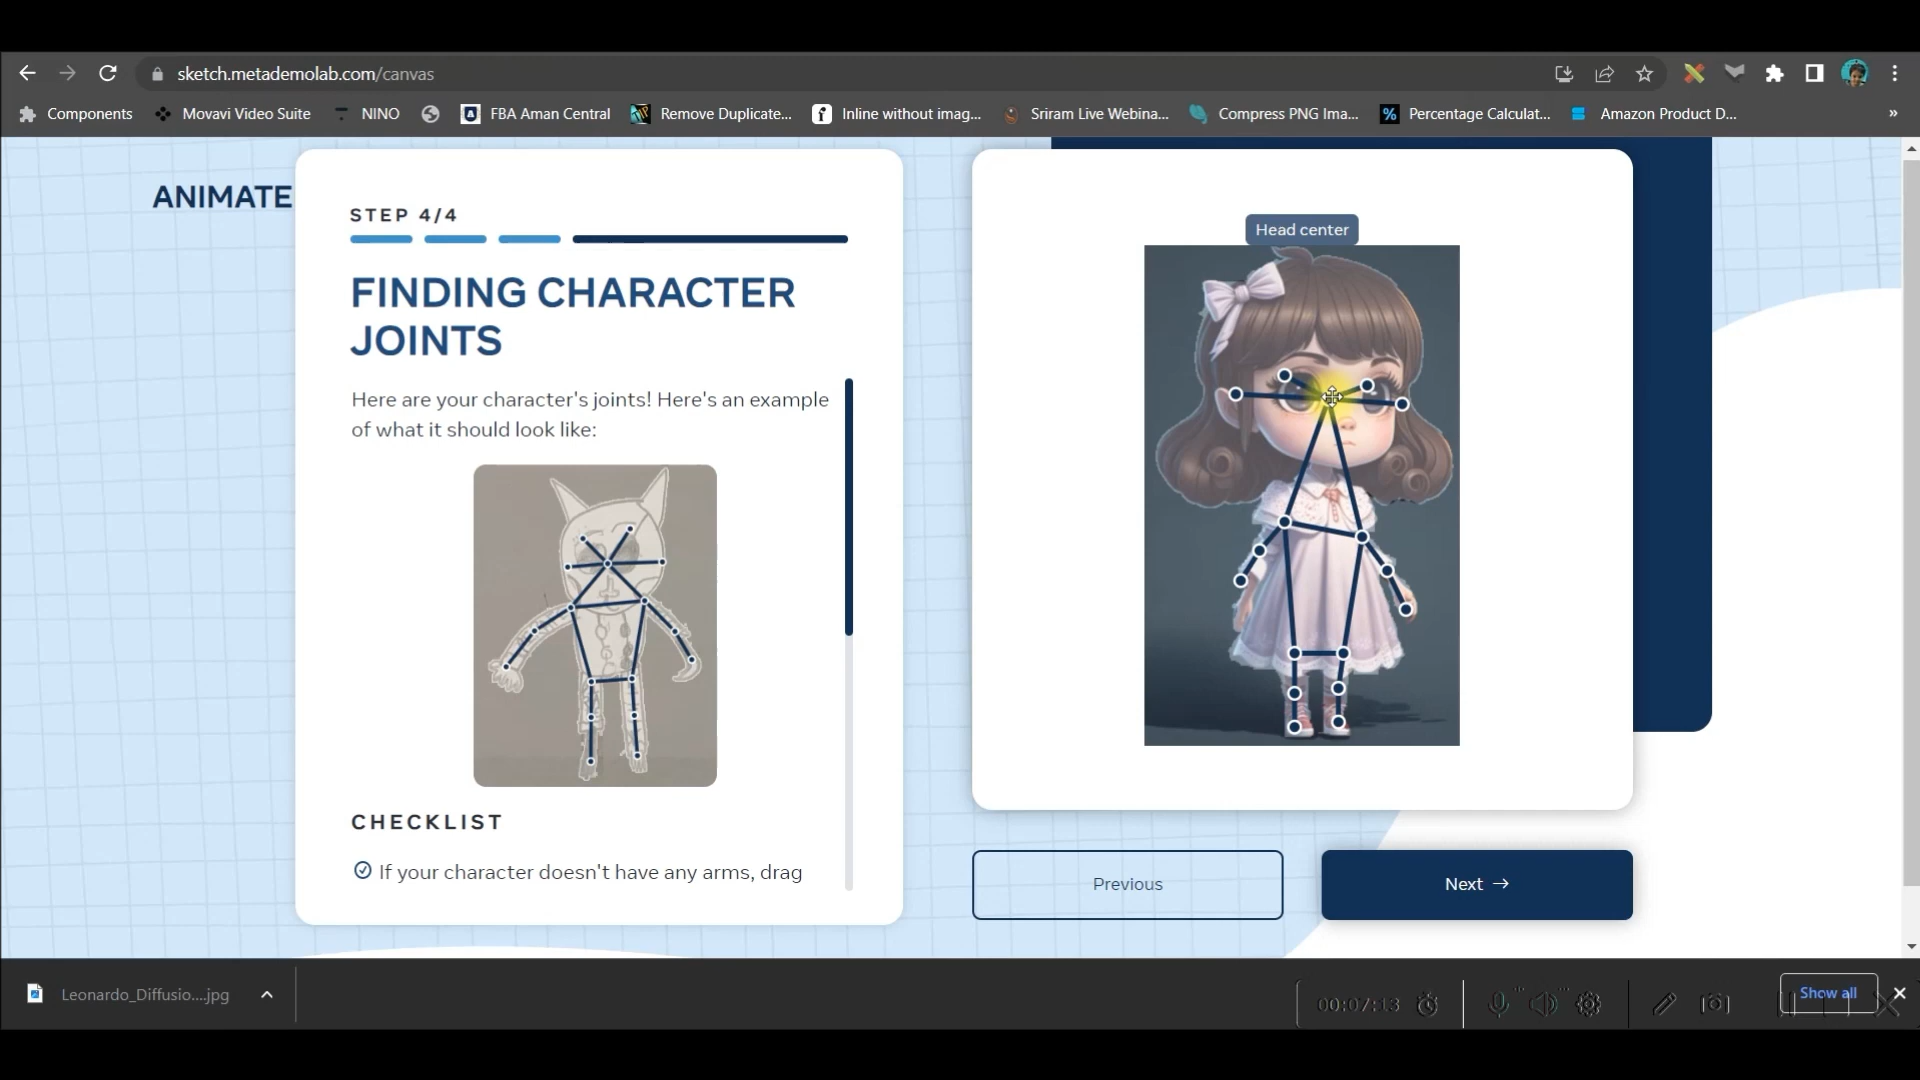 sketch.metademolab.com/canvas
Components
Movavi Video Suite
NINO
FBA Aman Central
Remove Duplicate...
Inline without imag...
Sriram Live Webina...
Compress PNG Ima...
Percentage Calculat...
Amazon Product D...
»
ANIMATE
STEP 4/4
FINDING CHARACTER
JOINTS
Here are your character's joints! Here's an example
of what it should look like:
CHECKLIST
If your character doesn't have any arms, drag
Head center
Previous
Next →
Leonardo_Diffusio....jpg
00:07:13
Show all